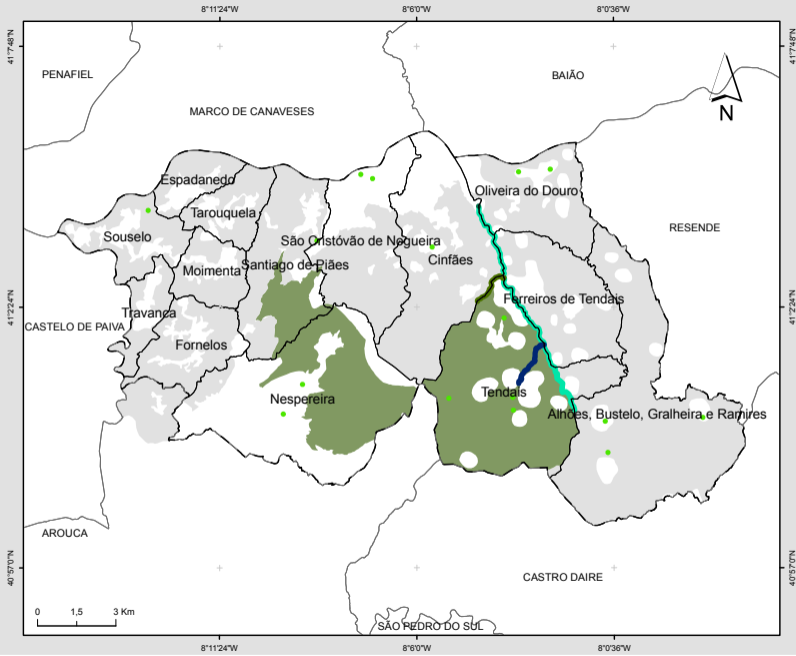 8°11'24"W
8°6'0"W
8°0'36"W
41°7'48"N
41°7'48"N
PENAFIEL
BAIÃO
MARCO DE CANAVESES
N
Espadanedo
Oliveira do Douro
Tarouquela
RESENDE
Souselo
São Cristóvão de Nogueira
Cinfães
Santiago de Piães
Moimenta
Ferreiros de Tendais
41°2'24"N
41°2'24"N
Travanca
CASTELO DE PAIVA
Fornelos
Tendais
Nespereira
Alhões, Bustelo, Gralheira e Ramires
AROUCA
40°57'0"N
40°57'0"N
CASTRO DAIRE
0 1,5 3 Km
SÃO PEDRO DO SUL
8°11'24"W
8°6'0"W
8°0'36"W